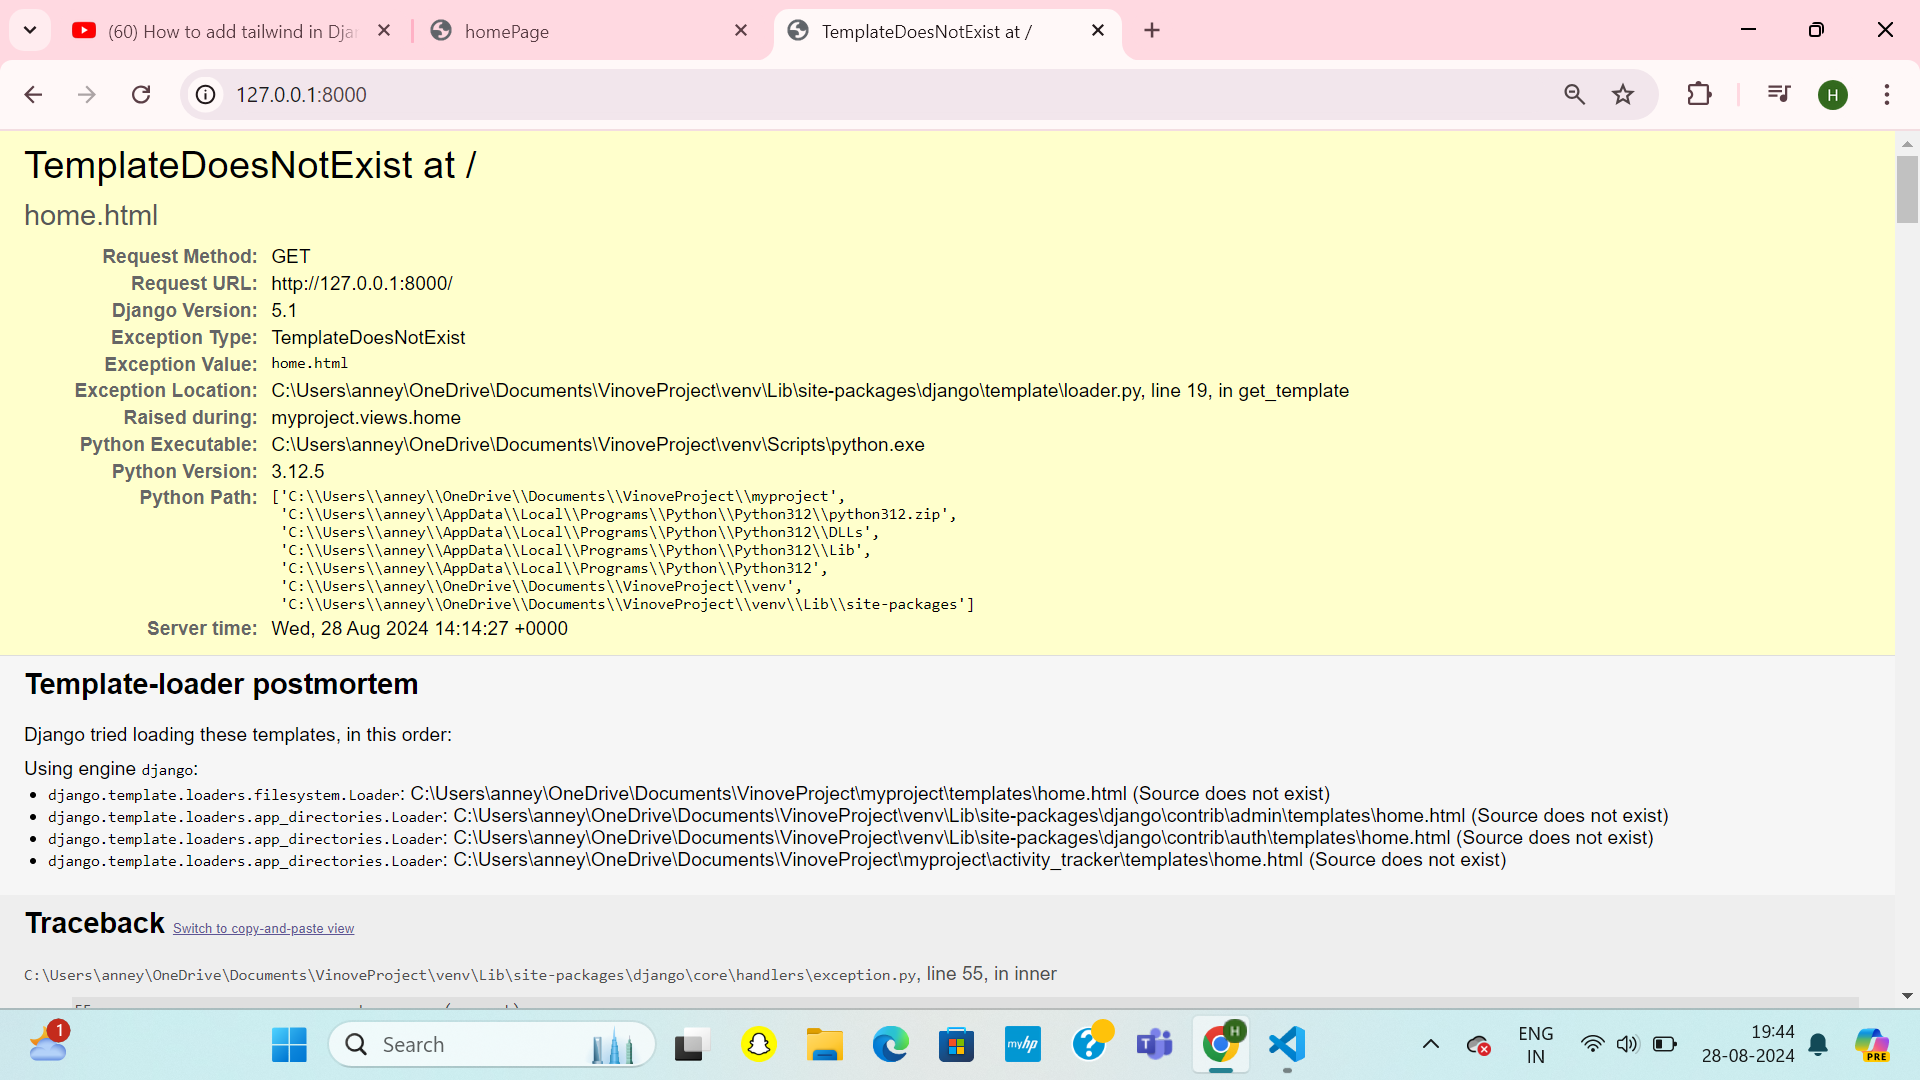 (60) How to add tailwind in Dja
homePage
TemplateDoesNotExist at /
127.0.0.1:8000
H
TemplateDoesNotExist at /
home.html
Request Method: GET
Request URL: http://127.0.0.1:8000/
Django Version: 5.1
Exception Type: TemplateDoesNotExist
Exception Value: home.html
Exception Location: C:\Users\anney\OneDrive\Documents\VinoveProject\venv\Lib\site-packages\django\template\loader.py, line 19, in get_template
Raised during: myproject.views.home
Python Executable: C:\Users\anney\OneDrive\Documents\VinoveProject\venv\Scripts\python.exe
Python Version: 3.12.5
Python Path: ['C:\\Users\\anney\\OneDrive\\Documents\\VinoveProject\\myproject',
'C:\\Users\\anney\\AppData\\Local\\Programs\\Python\\Python312\\python312.zip',
'C:\\Users\\anney\\AppData\\Local\\Programs\\Python\\Python312\\DLLs',
'C:\\Users\\anney\\AppData\\Local\\Programs\\Python\\Python312\\Lib',
'C:\\Users\\anney\\AppData\\Local\\Programs\\Python\\Python312',
'C:\\Users\\anney\\OneDrive\\Documents\\VinoveProject\\venv',
'C:\\Users\\anney\\OneDrive\\Documents\\VinoveProject\\venv\\Lib\\site-packages']
Server time: Wed, 28 Aug 2024 14:14:27 +0000
Template-loader postmortem
Django tried loading these templates, in this order:
Using engine django:
• django.template.loaders.filesystem.Loader: C:\Users\anney\OneDrive\Documents\VinoveProject\myproject\templates\home.html (Source does not exist)
• django.template.loaders.app_directories.Loader: C:\Users\anney\OneDrive\Documents\VinoveProject\venv\Lib\site-packages\django\contrib\admin\templates\home.html (Source does not exist)
• django.template.loaders.app_directories.Loader: C:\Users\anney\OneDrive\Documents\VinoveProject\venv\Lib\site-packages\django\contrib\auth\templates\home.html (Source does not exist)
• django.template.loaders.app_directories.Loader: C:\Users\anney\OneDrive\Documents\VinoveProject\myproject\activity_tracker\templates\home.html (Source does not exist)
Traceback Switch to copy-and-paste view
C:\Users\anney\OneDrive\Documents\VinoveProject\venv\Lib\site-packages\django\core\handlers\exception.py, line 55, in inner
1
Search
myhp
H
ENG
IN
19:44
28-08-2024
PRE